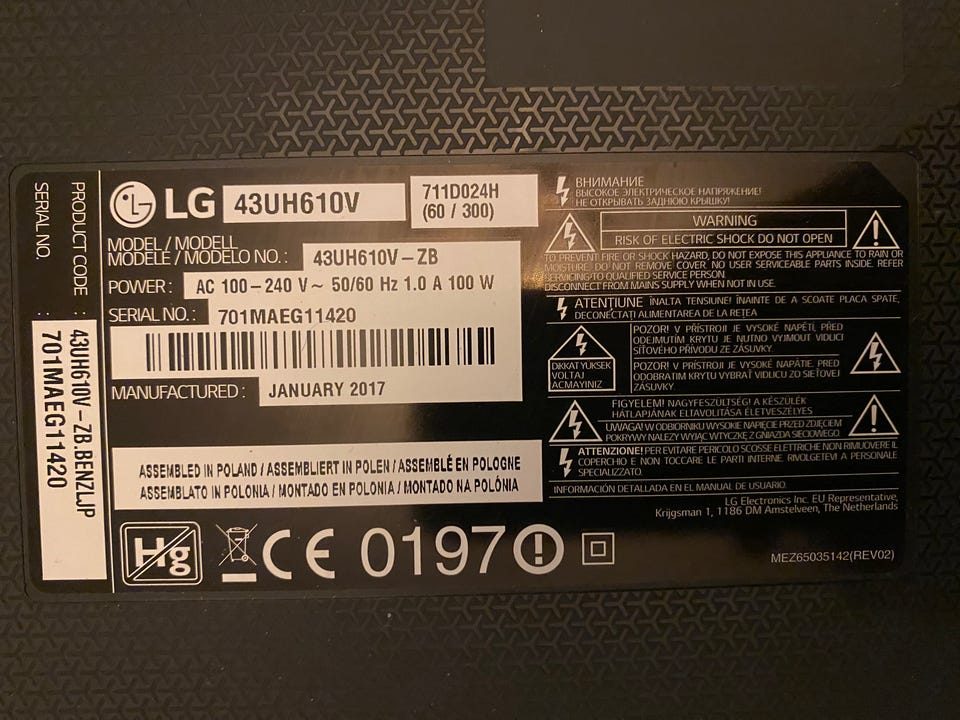 PRODUCT CODE : 43UH610V-ZB.BENZLJP
SERIAL NO. : 701MAEG11420
LG 43UH610V
711D024H
(60 / 300)
MODEL / MODELL
MODELE / MODELO NO. : 43UH610V-ZB
POWER : AC 100-240 V~ 50/60 Hz 1.0 A 100 W
SERIAL NO. : 701MAEG11420
MANUFACTURED : JANUARY 2017
ASSEMBLED IN POLAND / ASSEMBLIERT IN POLEN / ASSEMBLÉ EN POLOGNE
ASSEMBLATO IN POLONIA / MONTADO EN POLONIA / MONTADO NA POLÓNIA
Hg
CE 0197
ВНИМАНИЕ
ВЫСОКОЕ ЭЛЕКТРИЧЕСКОЕ НАПРЯЖЕНИЕ!
НЕ ОТКРЫВАТЬ ЗАДНЮЮ КРЫШКУ!
WARNING
RISK OF ELECTRIC SHOCK DO NOT OPEN
TO PREVENT FIRE OR SHOCK HAZARD, DO NOT EXPOSE THIS APPLIANCE TO RAIN OR
MOISTURE. DO NOT REMOVE COVER. NO USER SERVICEABLE PARTS INSIDE. REFER
SERVICING TO QUALIFIED SERVICE PERSON.
DISCONNECT FROM MAINS SUPPLY WHEN NOT IN USE.
ATENŢIUNE ÎNALTA TENSIUNE! ÎNAINTE DE A SCOATE PLACA SPATE,
DECONECTAŢI ALIMENTAREA DE LA REŢEA
DİKKAT YÜKSEK
VOLTAJ
AÇMAYINIZ
POZOR! V PŘÍSTROJI JE VYSOKÉ NAPĚTÍ, PŘED
ODEJMUTÍM KRYTU JE NUTNO VYJMOUT VIDLICI
SÍŤOVÉHO PŘÍVODU ZE ZÁSUVKY.
POZOR! V PRÍSTROJI JE VYSOKÉ NAPÄTIE. PRED
ODOBRATÍM KRYTU VYBRAŤ VIDLICU ZO SIEŤOVEJ
ZÁSUVKY.
FIGYELEM! NAGYFESZÜLTSÉG! A KÉSZÜLÉK
HÁTLAPJÁNAK ELTÁVOLÍTÁSA ÉLETVESZÉLYES
UWAGA! W ODBIORNIKU WYSOKIE NAPIĘCIE PRZED ZDJĘCIEM
POKRYWY NALEŻY WYJĄĆ WTYCZKĘ Z GNIAZDA SIECIOWEGO
ATTENZIONE! PER EVITARE PERICOLO SCOSSE ELETTRICHE NON RIMUOVERE IL
COPERCHIO E NON TOCCARE LE PARTI INTERNE. RIVOLGETEVI A PERSONALE
SPECIALIZZATO.
INFORMACIÓN DETALLADA EN EL MANUAL DE USUARIO.
LG Electronics Inc. EU Representative,
Krijgsman 1, 1186 DM Amstelveen, The Netherlands
MEZ65035142(REV02)